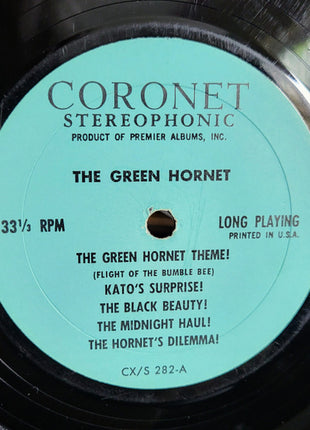 CORONET
STEREOPHONIC
PRODUCT OF PREMIER ALBUMS, INC.
THE GREEN HORNET
33⅓ RPM
LONG PLAYING
PRINTED IN U.S.A.
THE GREEN HORNET THEME!
(FLIGHT OF THE BUMBLE BEE)
KATO'S SURPRISE!
THE BLACK BEAUTY!
THE MIDNIGHT HAUL!
THE HORNET'S DILEMMA!
CX/S 282-A